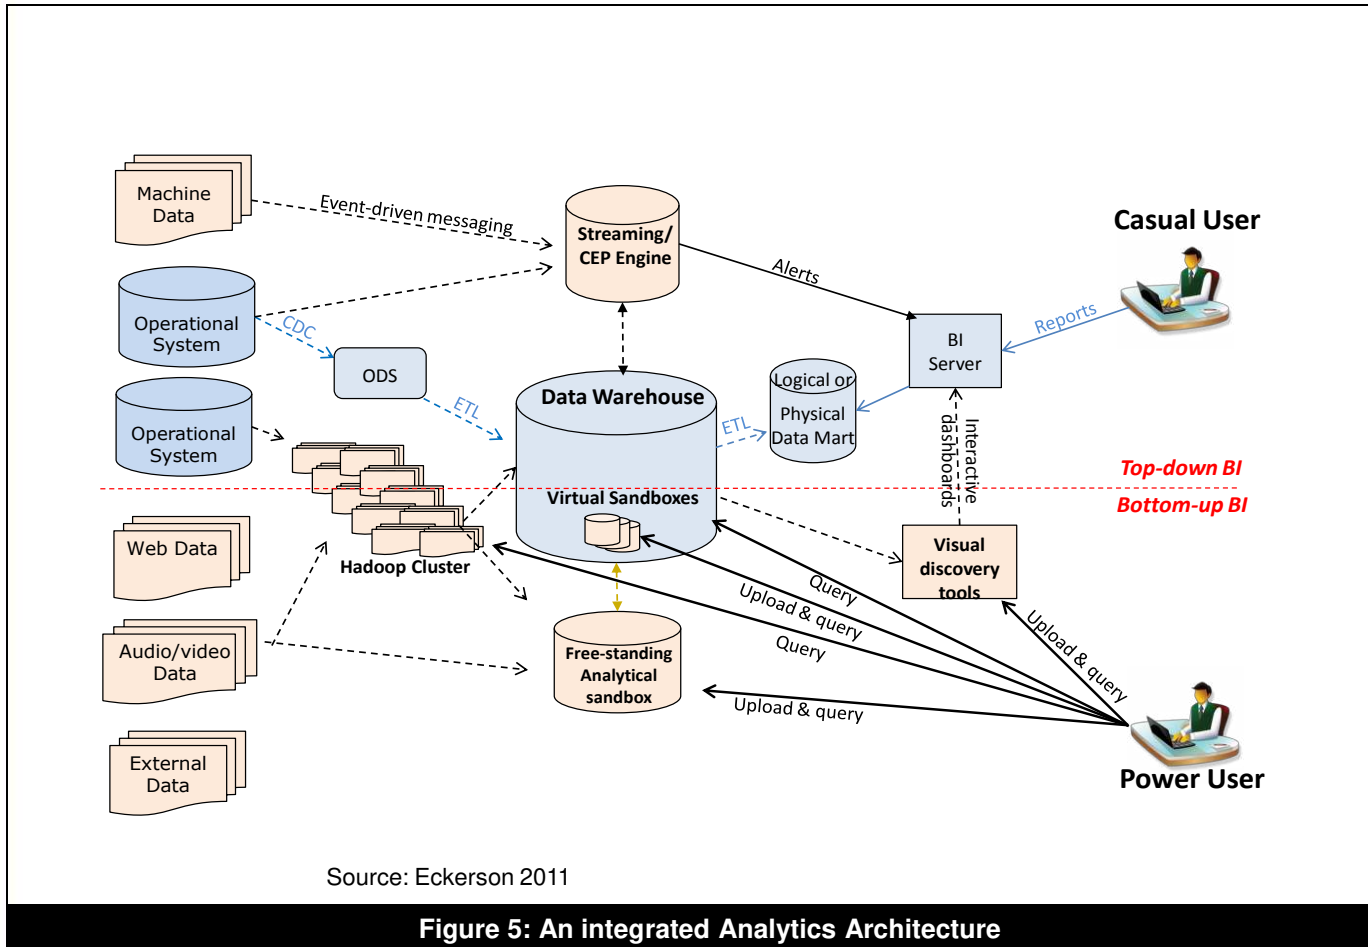 Machine
Data
Event-driven messaging
Streaming/
CEP Engine
Casual User
Alerts
Operational
System
CDC
ODS
ETL
Reports
BI
Server
Data Warehouse
ETL
Logical or
Physical
Data Mart
Interactive
dashboards
Operational
System
Top-down BI
Bottom-up BI
Virtual Sandboxes
Web Data
Hadoop Cluster
Visual
discovery
tools
Query
Upload & query
Query
Upload & query
Upload & query
Audio/video
Data
Free-standing
Analytical
sandbox
External
Data
Power User
Source: Eckerson 2011
Figure 5: An integrated Analytics Architecture